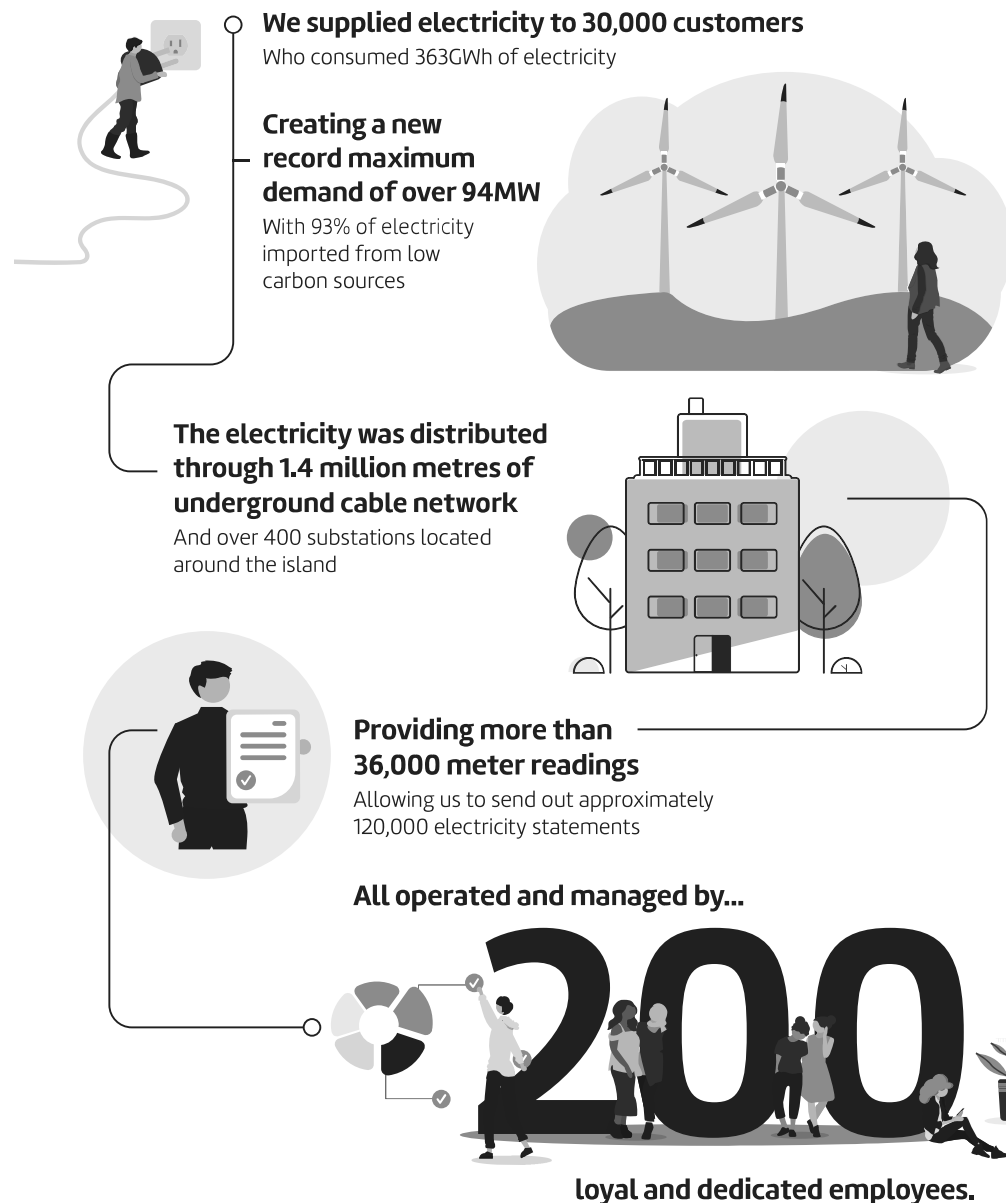 We supplied electricity to 30,000 customers
Who consumed 363GWh of electricity
Creating a new
record maximum
demand of over 94MW
With 93% of electricity
imported from low
carbon sources
The electricity was distributed
through 1.4 million metres of
underground cable network
And over 400 substations located
around the island
Providing more than
36,000 meter readings
Allowing us to send out approximately
120,000 electricity statements
All operated and managed by...
200
loyal and dedicated employees.